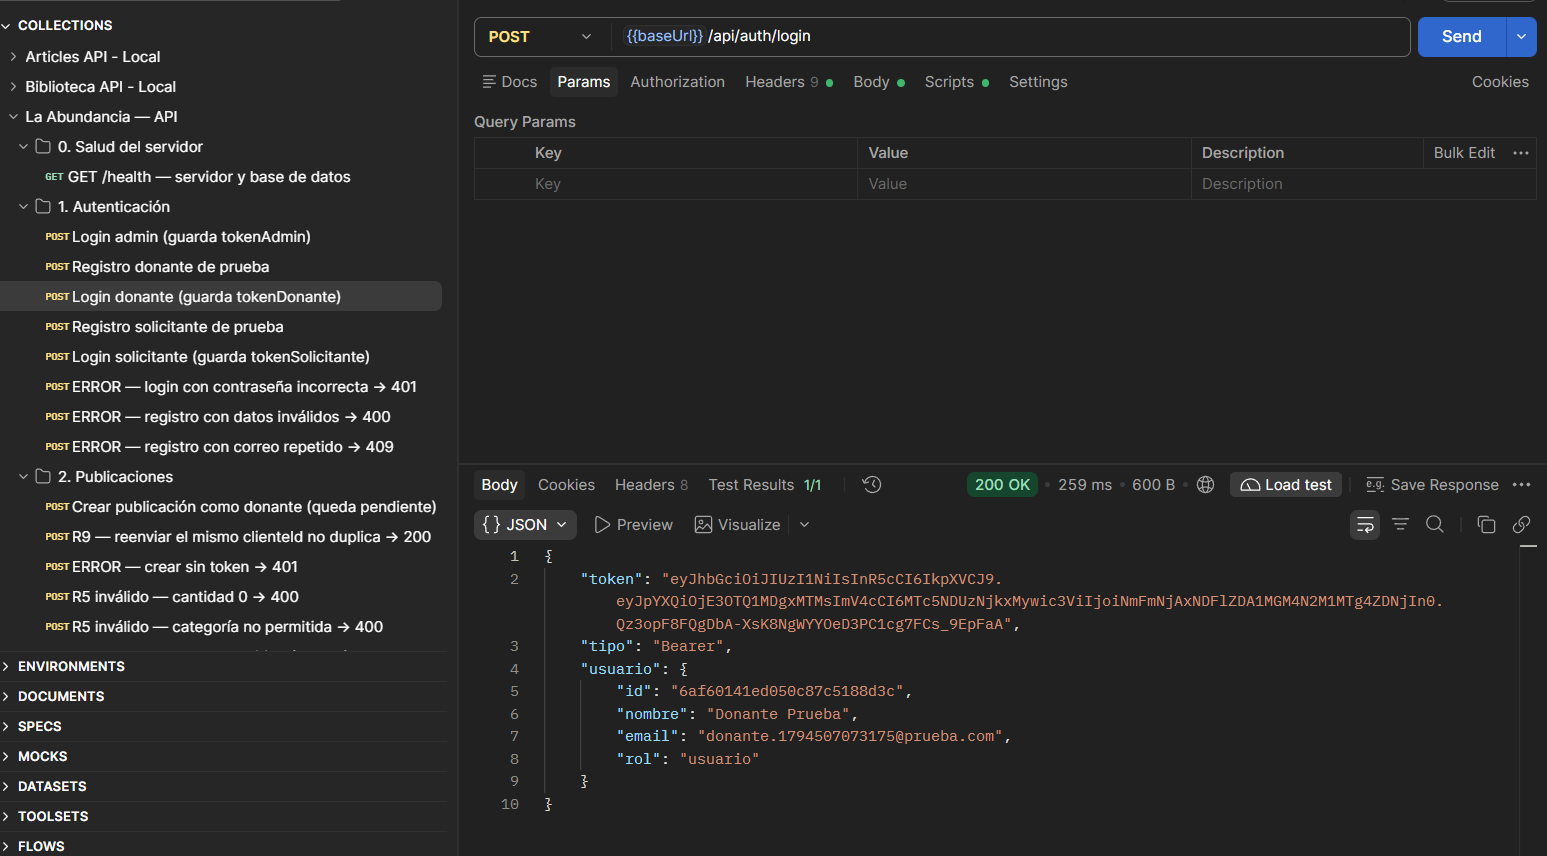 COLLECTIONS
Articles API - Local
Biblioteca API - Local
La Abundancia — API
0. Salud del servidor
GET GET /health — servidor y base de datos
1. Autenticación
POST Login admin (guarda tokenAdmin)
POST Registro donante de prueba
POST Login donante (guarda tokenDonante)
POST Registro solicitante de prueba
POST Login solicitante (guarda tokenSolicitante)
POST ERROR — login con contraseña incorrecta → 401
POST ERROR — registro con datos inválidos → 400
POST ERROR — registro con correo repetido → 409
2. Publicaciones
POST Crear publicación como donante (queda pendiente)
POST R9 — reenviar el mismo clienteId no duplica → 200
POST ERROR — crear sin token → 401
POST R5 inválido — cantidad 0 → 400
POST R5 inválido — categoría no permitida → 400
ENVIRONMENTS
DOCUMENTS
SPECS
MOCKS
DATASETS
TOOLSETS
FLOWS
POST {{baseUrl}} /api/auth/login Send
Docs Params Authorization Headers 9 Body Scripts Settings Cookies
Query Params
Key Value Description Bulk Edit
Key Value Description
Body Cookies Headers 8 Test Results 1/1 200 OK 259 ms 600 B Load test e.g. Save Response
{} JSON Preview Visualize
1 {
2 "token": "eyJhbGciOiJIUzI1NiIsInR5cCI6IkpXVCJ9.
eyJpYXQiOjE3OTQ1MDgxMTMsImV4cCI6MTc5NDUzNjkxMywic3ViIjoiNmFmNjAxNDFlZDA1MGM4N2M1MTg4ZDNjIn0.
Qz3opF8FQgDbA-XsK8NgWYYOeD3PC1cg7FCs_9EpFaA",
3 "tipo": "Bearer",
4 "usuario": {
5 "id": "6af60141ed050c87c5188d3c",
6 "nombre": "Donante Prueba",
7 "email": "donante.1794507073175@prueba.com",
8 "rol": "usuario"
9 }
10 }